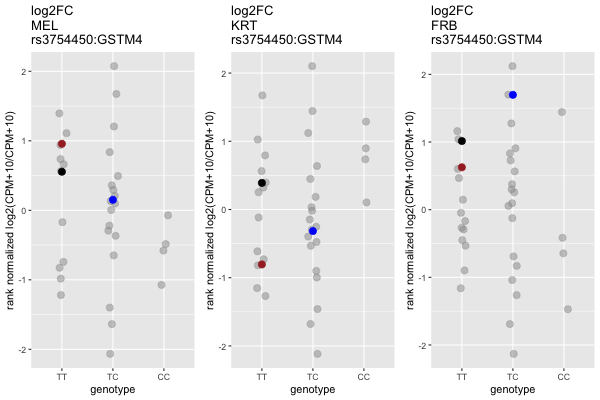 log2FC
MEL
rs3754450:GSTM4
rank normalized log2(CPM+10/CPM+10)
2
1
0
-1
-2
TT
TC
CC
genotype
log2FC
KRT
rs3754450:GSTM4
rank normalized log2(CPM+10/CPM+10)
2
1
0
-1
-2
TT
TC
CC
genotype
log2FC
FRB
rs3754450:GSTM4
rank normalized log2(CPM+10/CPM+10)
2
1
0
-1
-2
TT
TC
CC
genotype